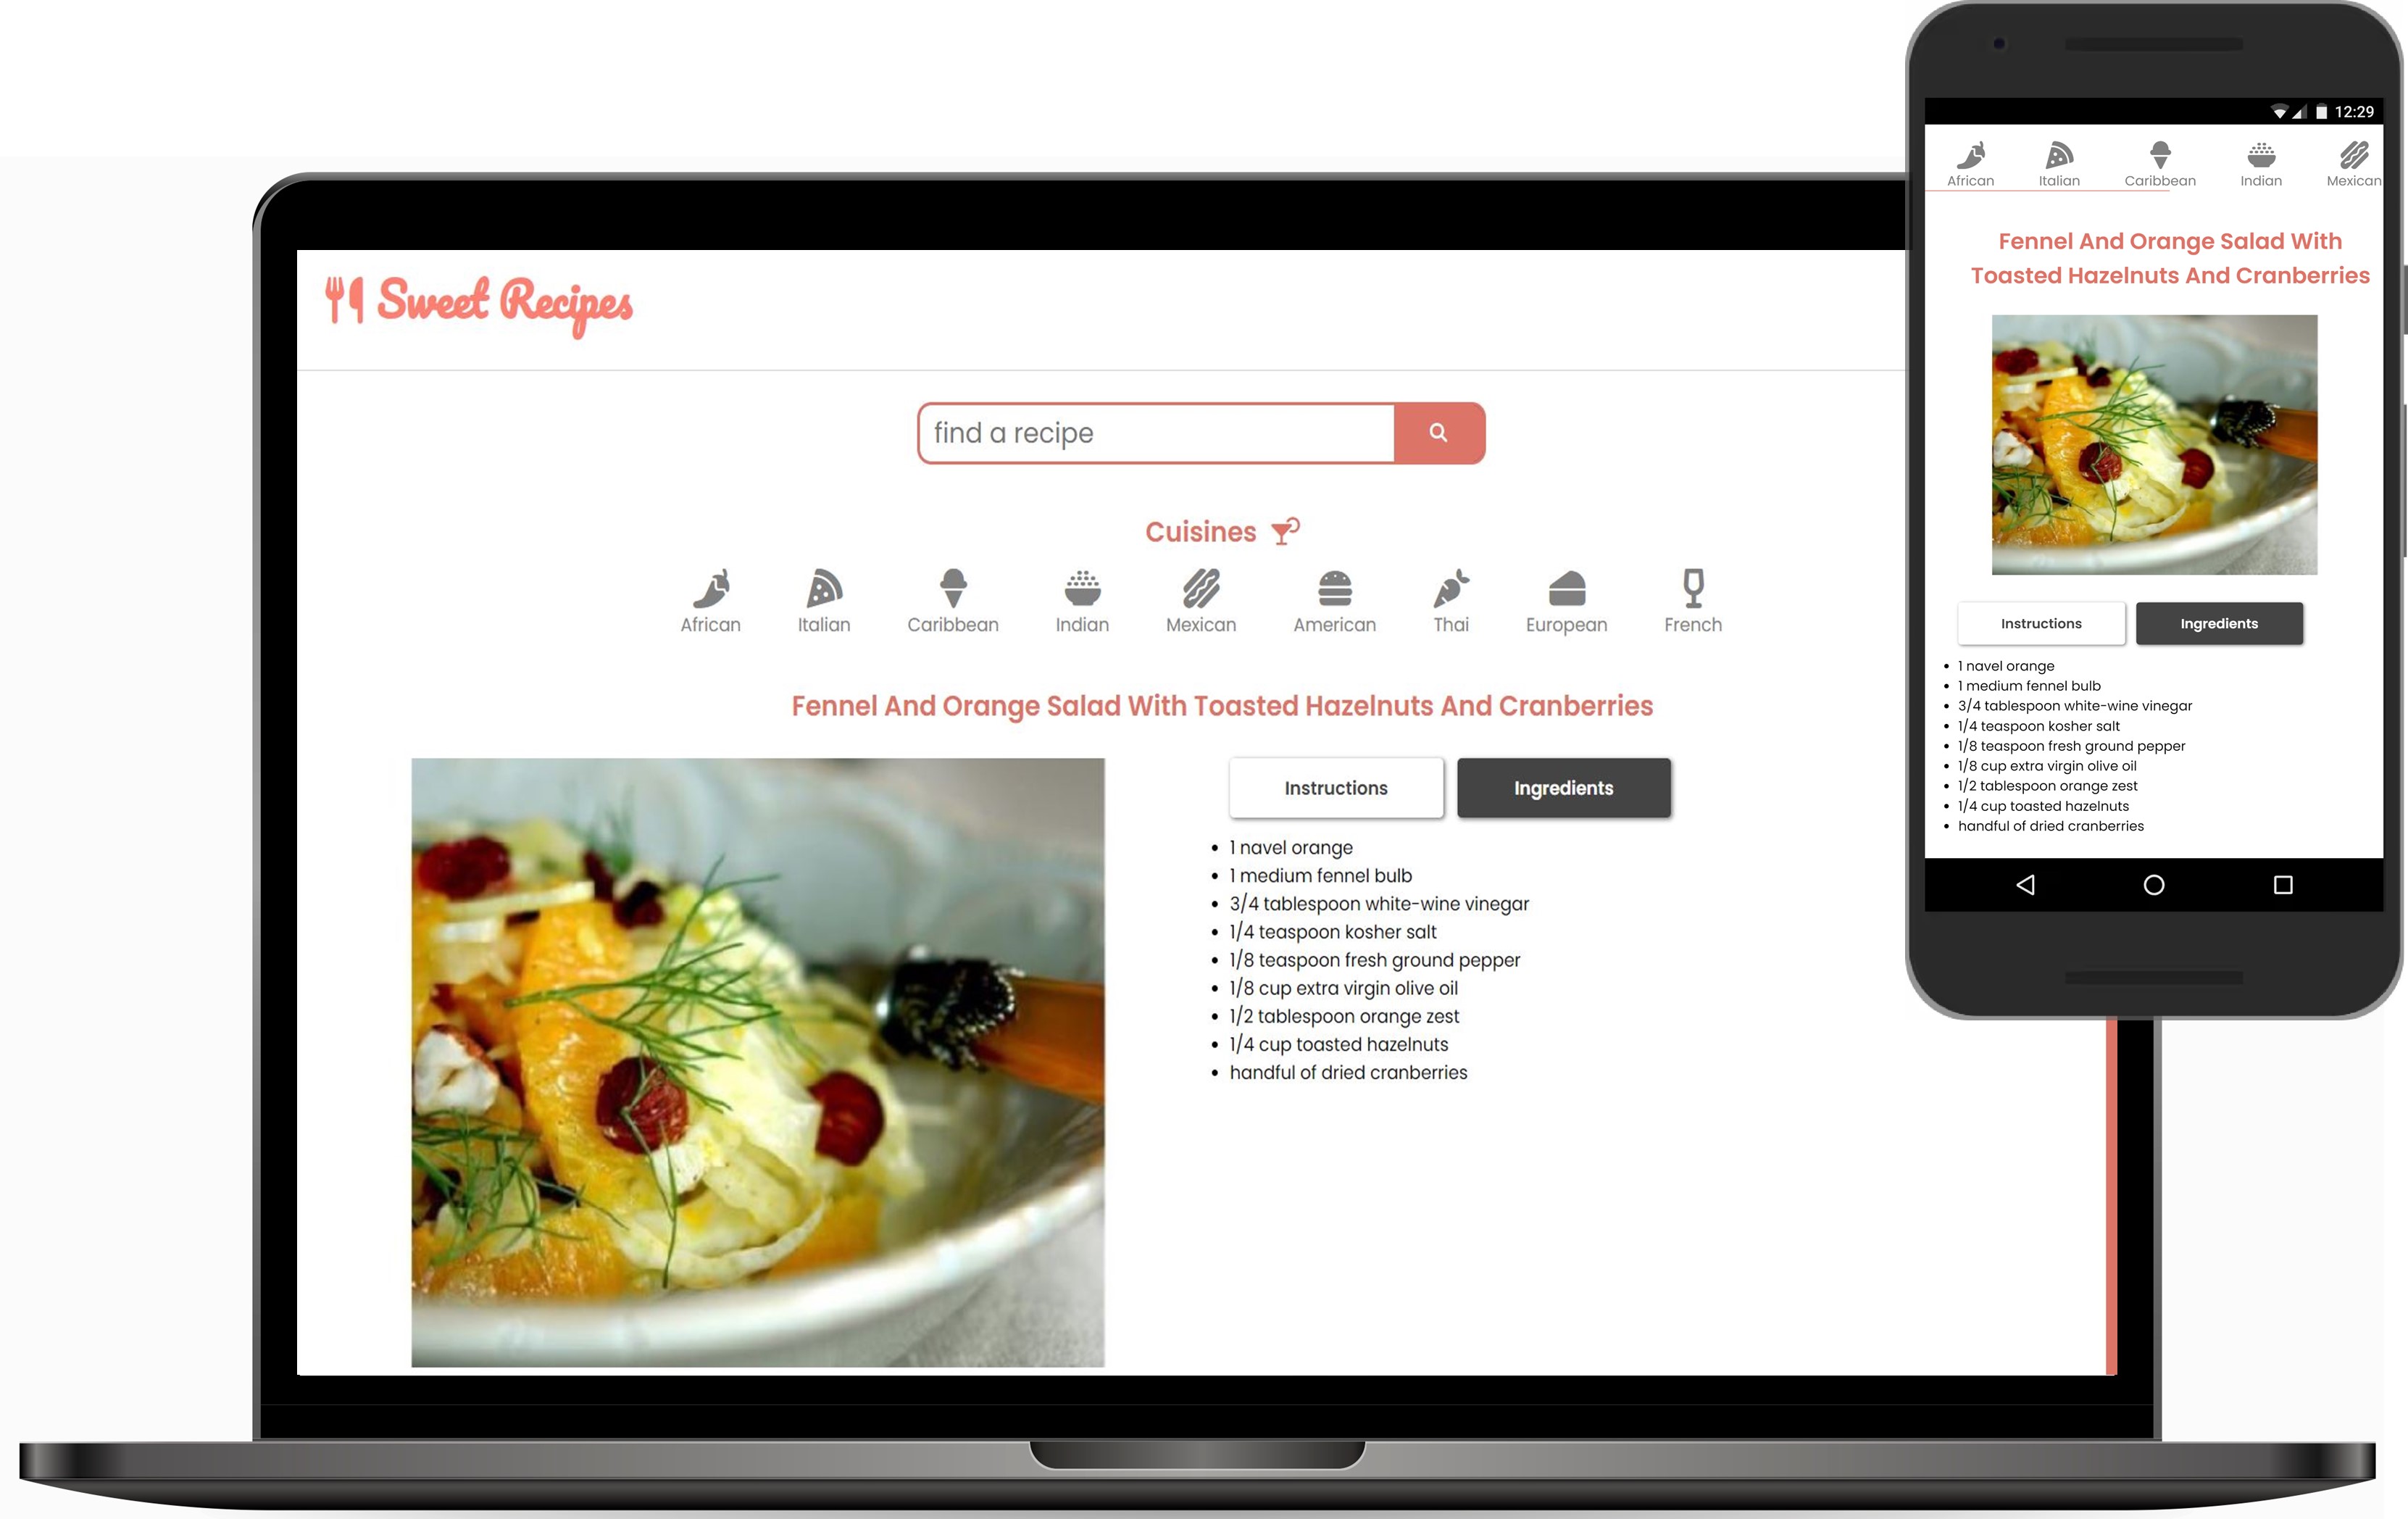 Sweet Recipes
find a recipe
Cuisines
African Italian Caribbean Indian Mexican American Thai European French
Fennel And Orange Salad With Toasted Hazelnuts And Cranberries
Instructions Ingredients
1 navel orange
1 medium fennel bulb
3/4 tablespoon white-wine vinegar
1/4 teaspoon kosher salt
1/8 teaspoon fresh ground pepper
1/8 cup extra virgin olive oil
1/2 tablespoon orange zest
1/4 cup toasted hazelnuts
handful of dried cranberries
12:29
African Italian Caribbean Indian Mexican
Fennel And Orange Salad With
Toasted Hazelnuts And Cranberries
Instructions Ingredients
1 navel orange
1 medium fennel bulb
3/4 tablespoon white-wine vinegar
1/4 teaspoon kosher salt
1/8 teaspoon fresh ground pepper
1/8 cup extra virgin olive oil
1/2 tablespoon orange zest
1/4 cup toasted hazelnuts
handful of dried cranberries